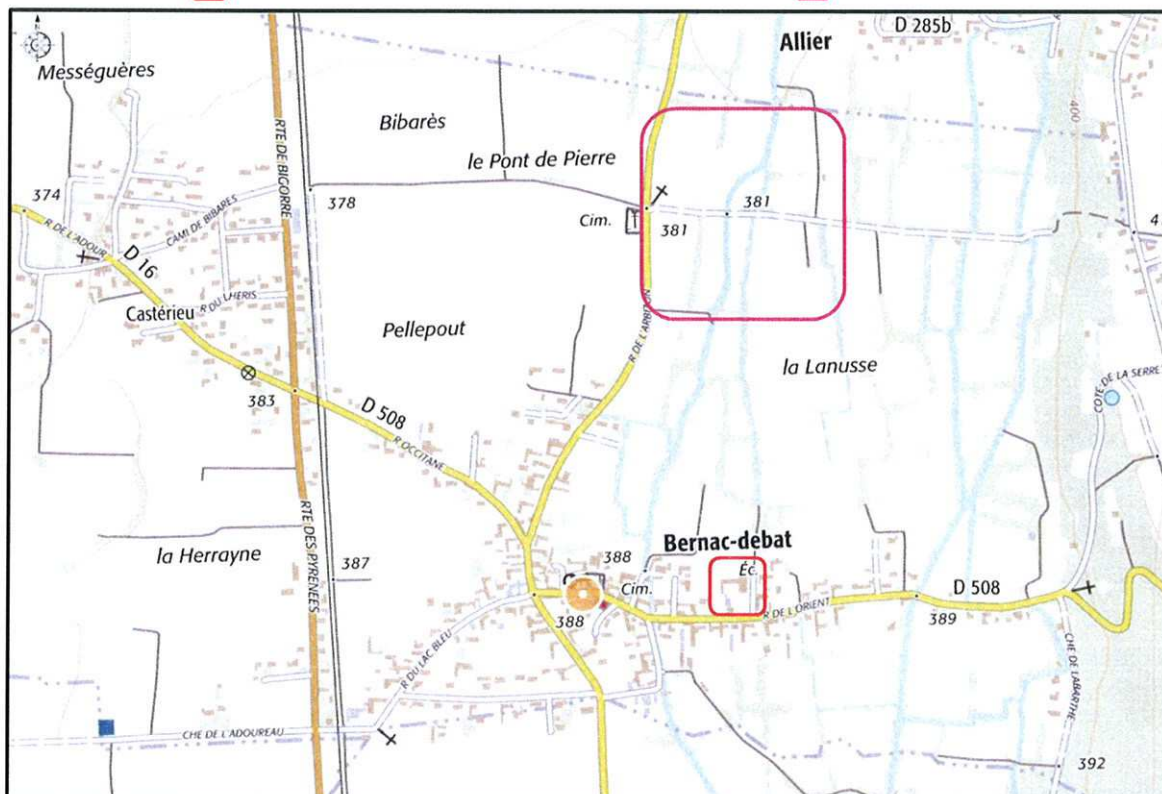 D 285b
Allier
Mességuères
400
Bibarès
RTE DE BIGORRE
le Pont de Pierre
374
378
CAMI DE BIBARES
381
Cim.
381
R DE L'ADOUR
D 16
R DU LHERIS
Castérieu
Pellepout
R DE L'ARBIZON
la Lanusse
COTE DE LA SERRE
383
D 508
R OCCITANE
RTE DES PYRENEES
la Herrayne
388
Bernac-debat
387
Éc.
Cim.
D 508
388
R DE L'ORIENT
389
R DU LAC BLEU
CHE DE LABARTHE
CHE DE L'ADOUREAU
392